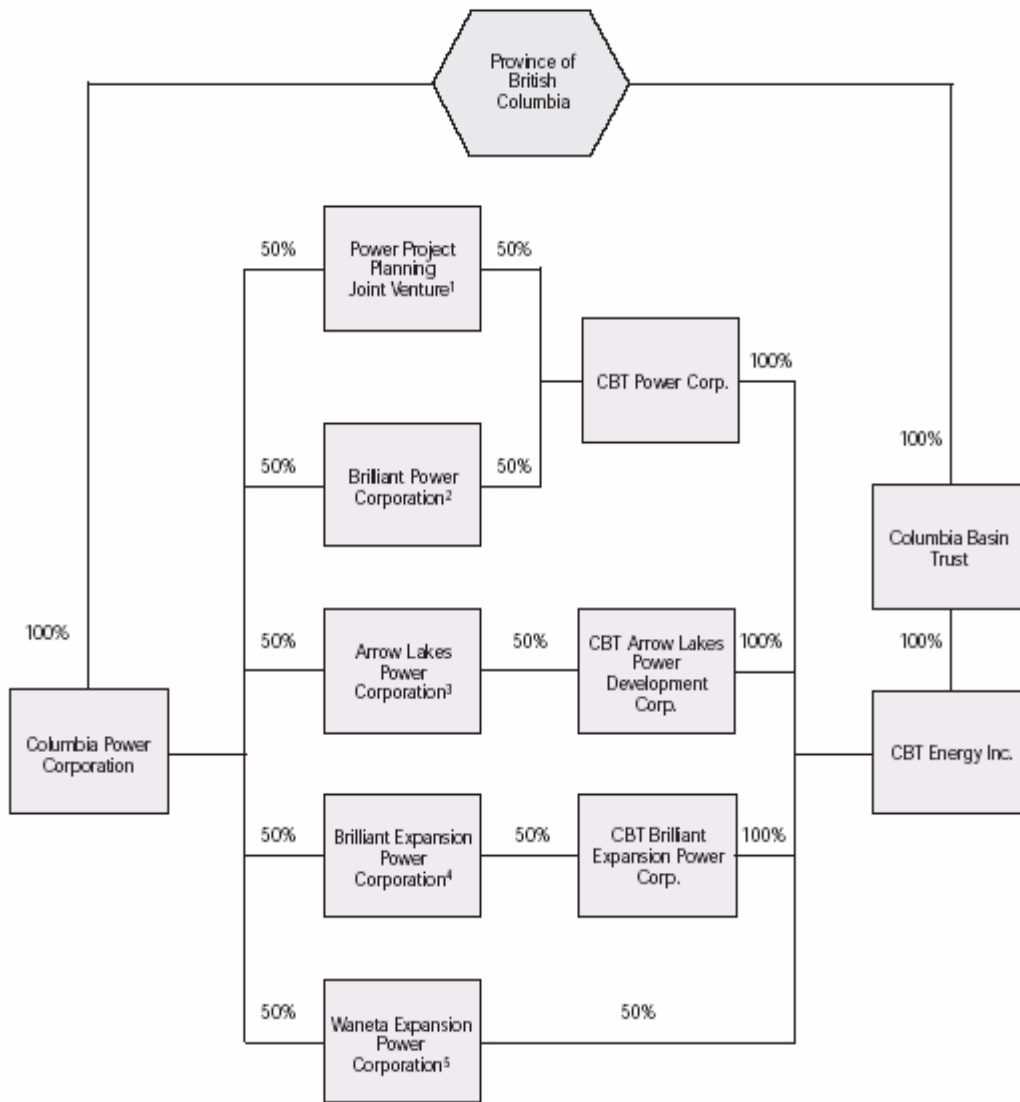 Province of
British
Columbia
50%
Power Project
Planning
Joint Venture¹
50%
CBT Power Corp.
100%
100%
50%
Brilliant Power
Corporation²
50%
Columbia Basin
Trust
100%
50%
Arrow Lakes
Power
Corporation³
50%
CBT Arrow Lakes
Power
Development
Corp.
100%
100%
Columbia Power
Corporation
CBT Energy Inc.
50%
Brilliant Expansion
Power
Corporation⁴
50%
CBT Brilliant
Expansion Power
Corp.
100%
50%
Waneta Expansion
Power
Corporation⁵
50%